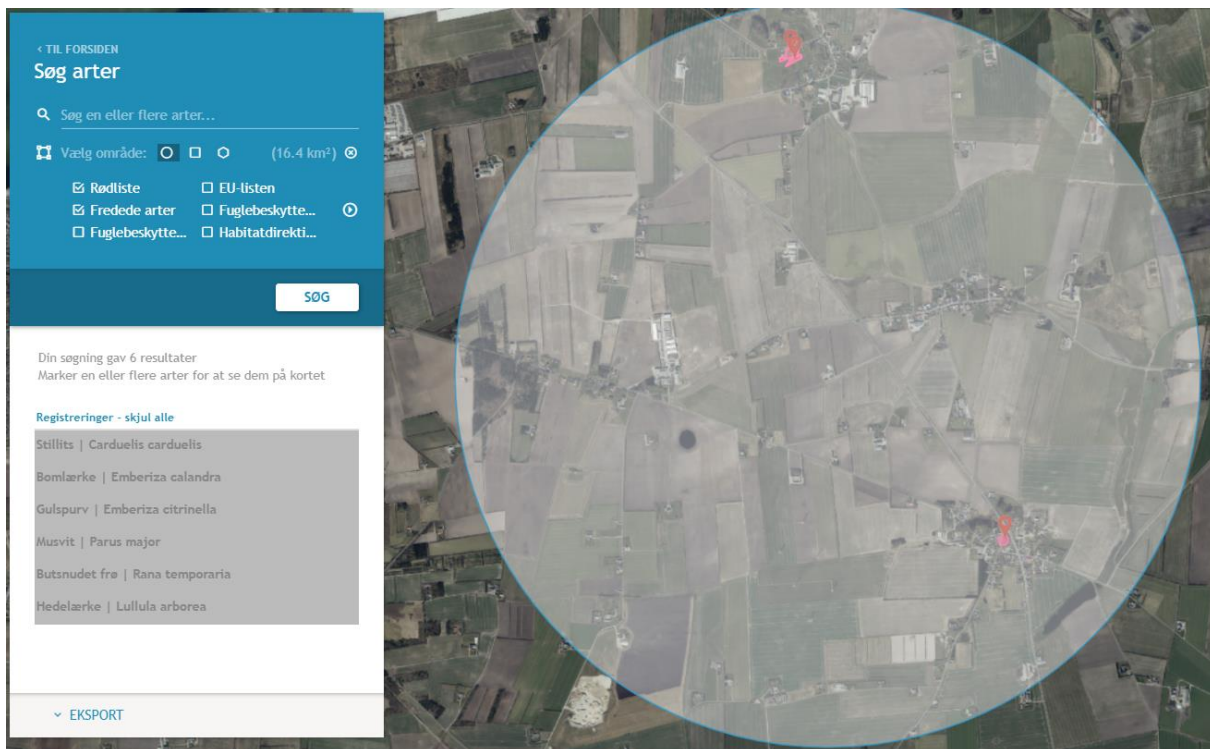 ‹ TIL FORSIDEN
Søg arter
Søg en eller flere arter...
Vælg område: (16.4 km²)
Rødliste EU-listen
Fredede arter Fuglebeskytte...
Fuglebeskytte... Habitatdirekti...
SØG
Din søgning gav 6 resultater
Marker en eller flere arter for at se dem på kortet
Registreringer - skjul alle
Stillits | Carduelis carduelis
Bomlærke | Emberiza calandra
Gulspurv | Emberiza citrinella
Musvit | Parus major
Butsnudet frø | Rana temporaria
Hedelærke | Lullula arborea
EKSPORT